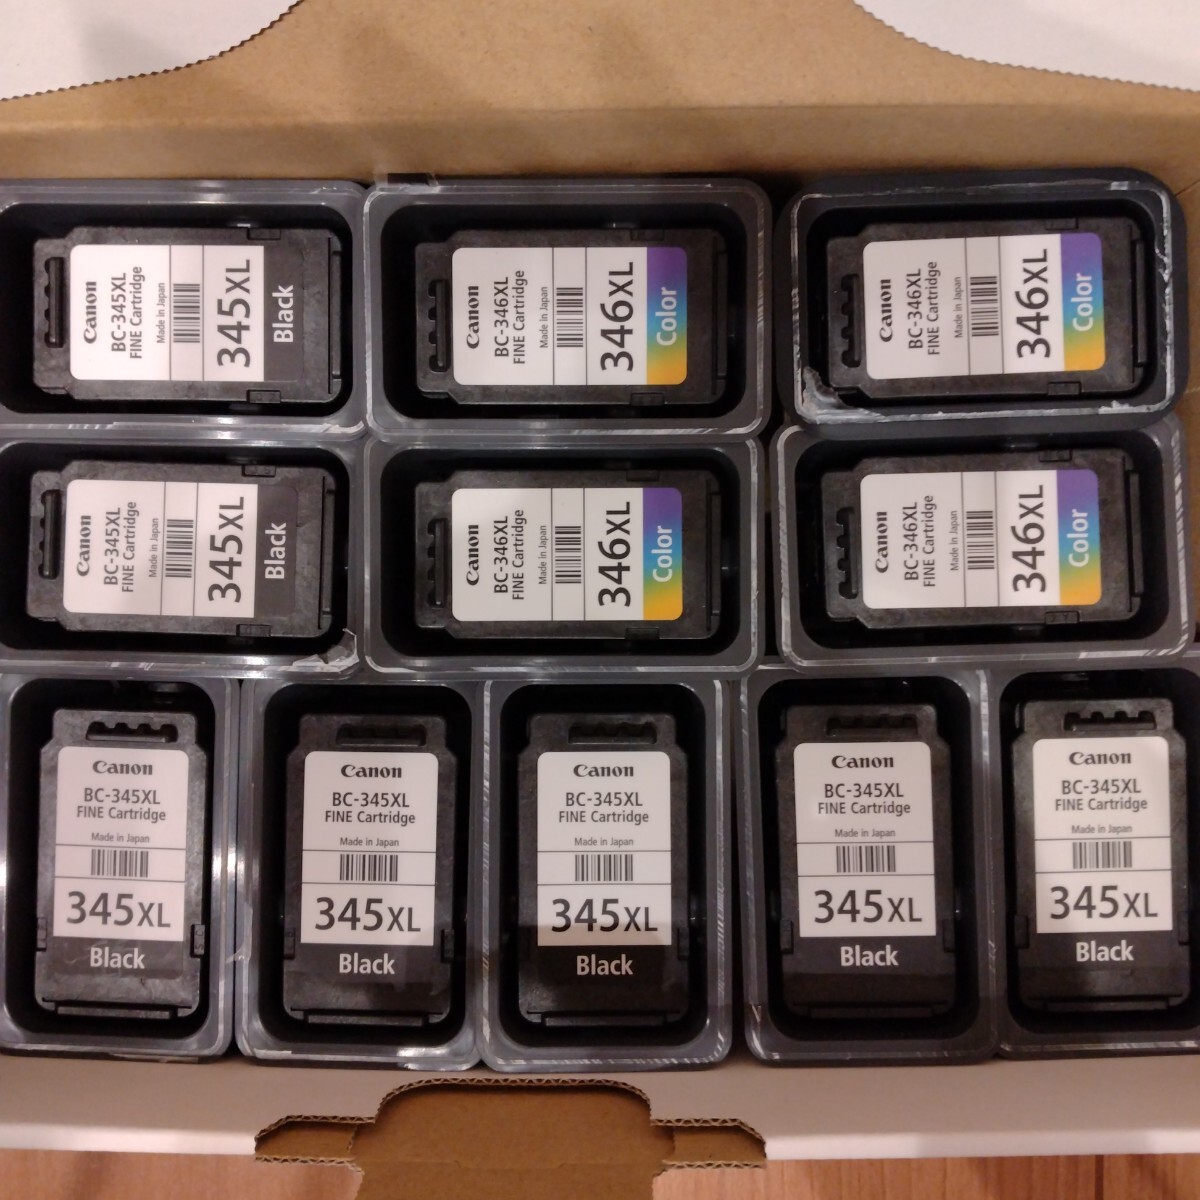 Canon
BC-345XL
FINE Cartridge
Made in Japan
345XL
Black
Canon
BC-346XL
FINE Cartridge
Made in Japan
346XL
Color
Canon
BC-346XL
FINE Cartridge
Made in Japan
346XL
Color
Canon
BC-345XL
FINE Cartridge
Made in Japan
345XL
Black
Canon
BC-346XL
FINE Cartridge
Made in Japan
346XL
Color
Canon
BC-346XL
FINE Cartridge
Made in Japan
346XL
Color
Canon
BC-345XL
FINE Cartridge
Made in Japan
345XL
Black
Canon
BC-345XL
FINE Cartridge
Made in Japan
345XL
Black
Canon
BC-345XL
FINE Cartridge
Made in Japan
345XL
Black
Canon
BC-345XL
FINE Cartridge
Made in Japan
345XL
Black
Canon
BC-345XL
FINE Cartridge
Made in Japan
345XL
Black